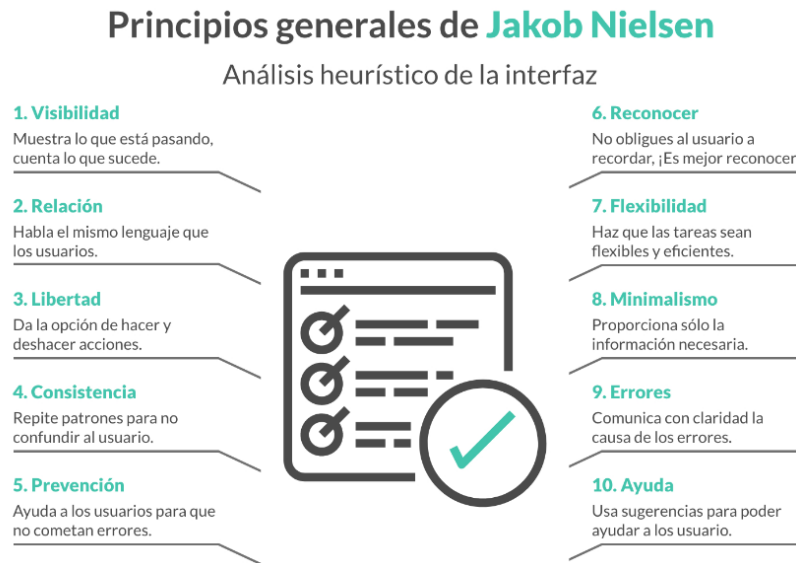 Principios generales de Jakob Nielsen
Análisis heurístico de la interfaz
1. Visibilidad
Muestra lo que está pasando,
cuenta lo que sucede.
2. Relación
Habla el mismo lenguaje que
los usuarios.
3. Libertad
Da la opción de hacer y
deshacer acciones.
4. Consistencia
Repite patrones para no
confundir al usuario.
5. Prevención
Ayuda a los usuarios para que
no cometan errores.
6. Reconocer
No obligues al usuario a
recordar, ¡Es mejor reconocer
7. Flexibilidad
Haz que las tareas sean
flexibles y eficientes.
8. Minimalismo
Proporciona sólo la
información necesaria.
9. Errores
Comunica con claridad la
causa de los errores.
10. Ayuda
Usa sugerencias para poder
ayudar a los usuario.